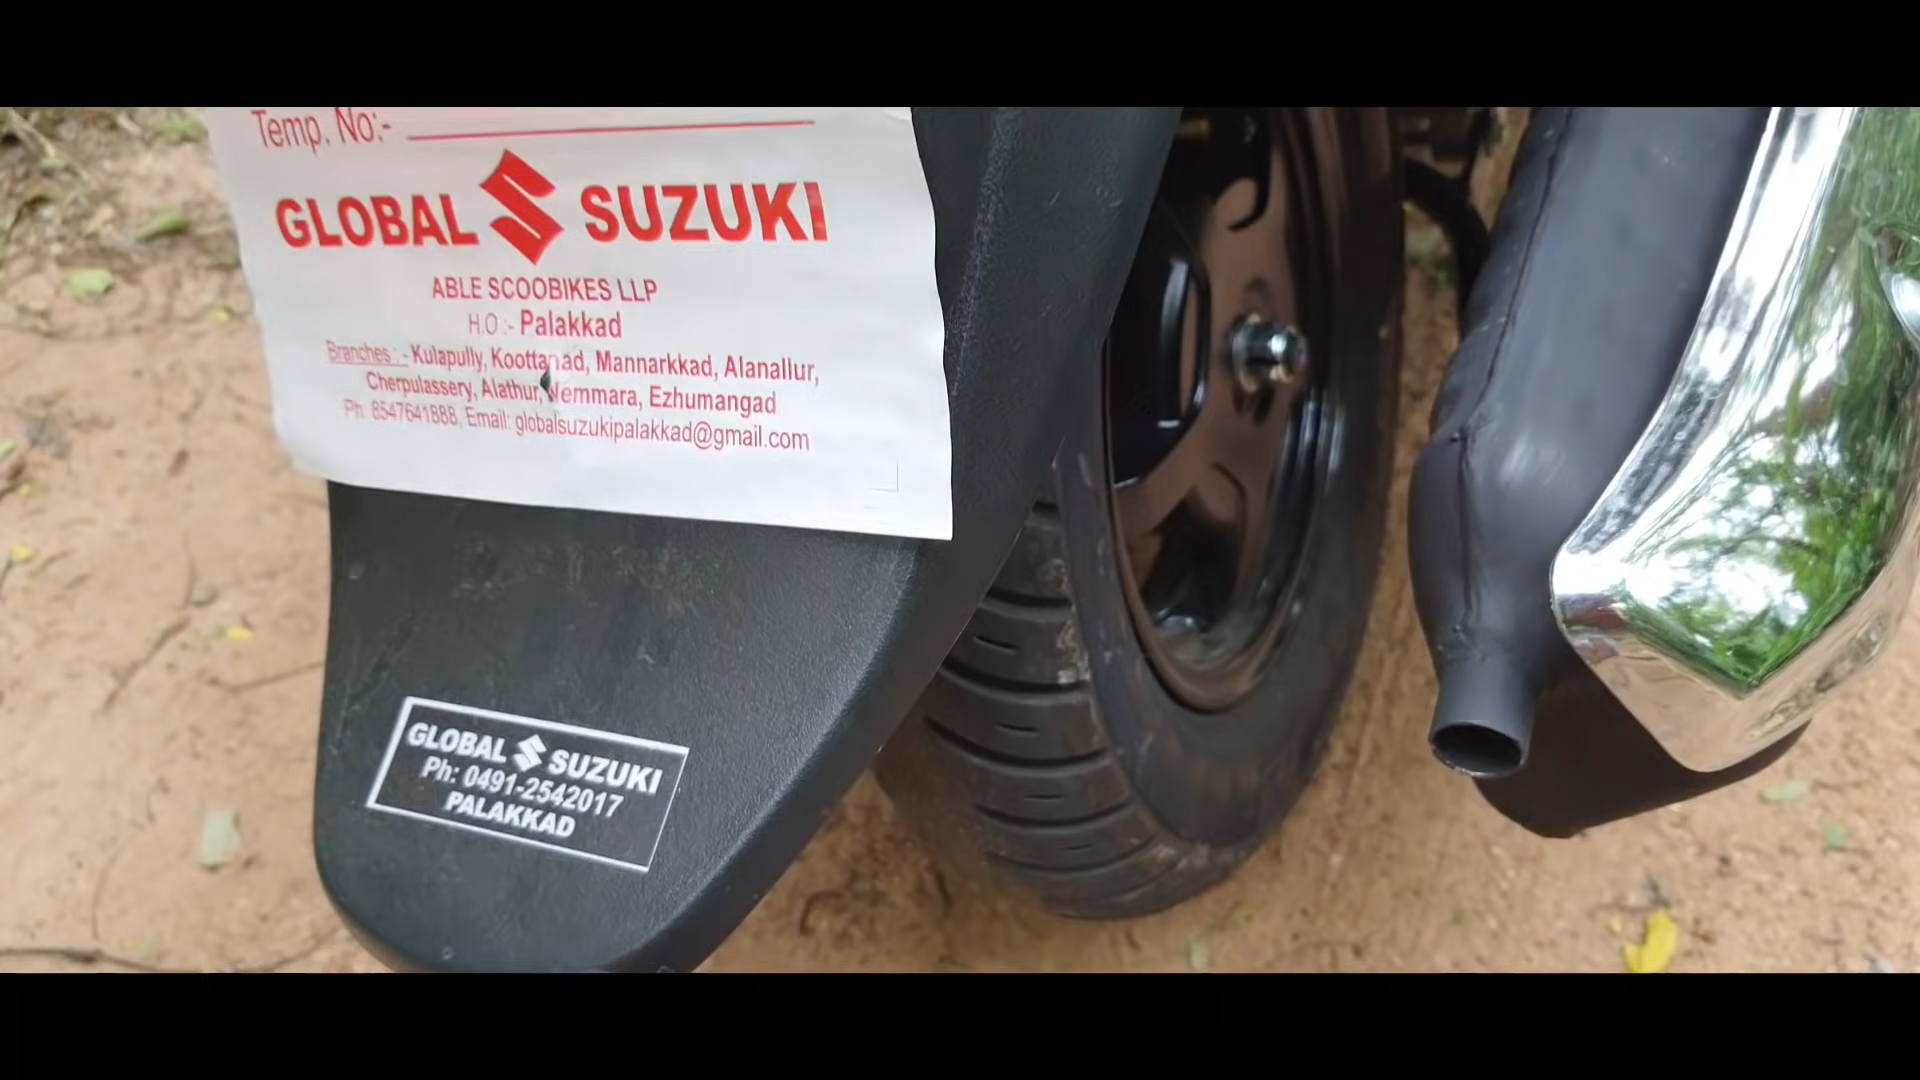 Temp. No:-
GLOBAL SUZUKI
ABLE SCOOBIKES LLP
H.O :- Palakkad
Branches : - Kulapully, Koottanad, Mannarkkad, Alanallur,
Cherpulassery, Alathur, Nemmara, Ezhumangad
Ph: 8547641888, Email: globalsuzukipalakkad@gmail.com
GLOBAL SUZUKI
Ph: 0491-2542017
PALAKKAD